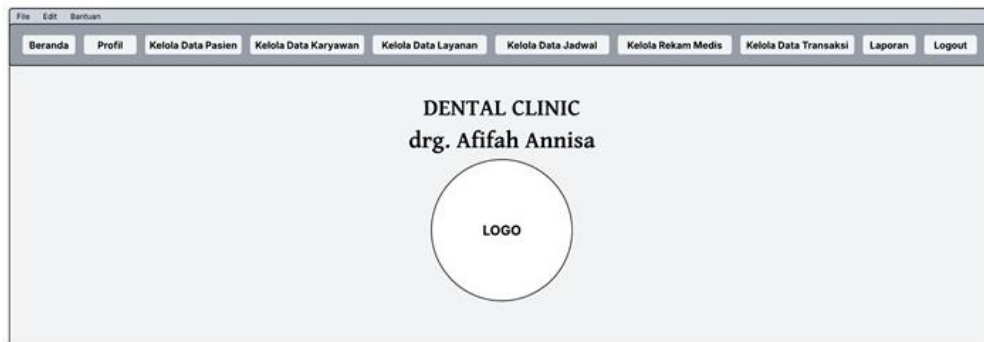 File Edit Bantuan
Beranda Profil Kelola Data Pasien Kelola Data Karyawan Kelola Data Layanan Kelola Data Jadwal Kelola Rekam Medis Kelola Data Transaksi Laporan Logout
DENTAL CLINIC
drg. Afifah Annisa
LOGO